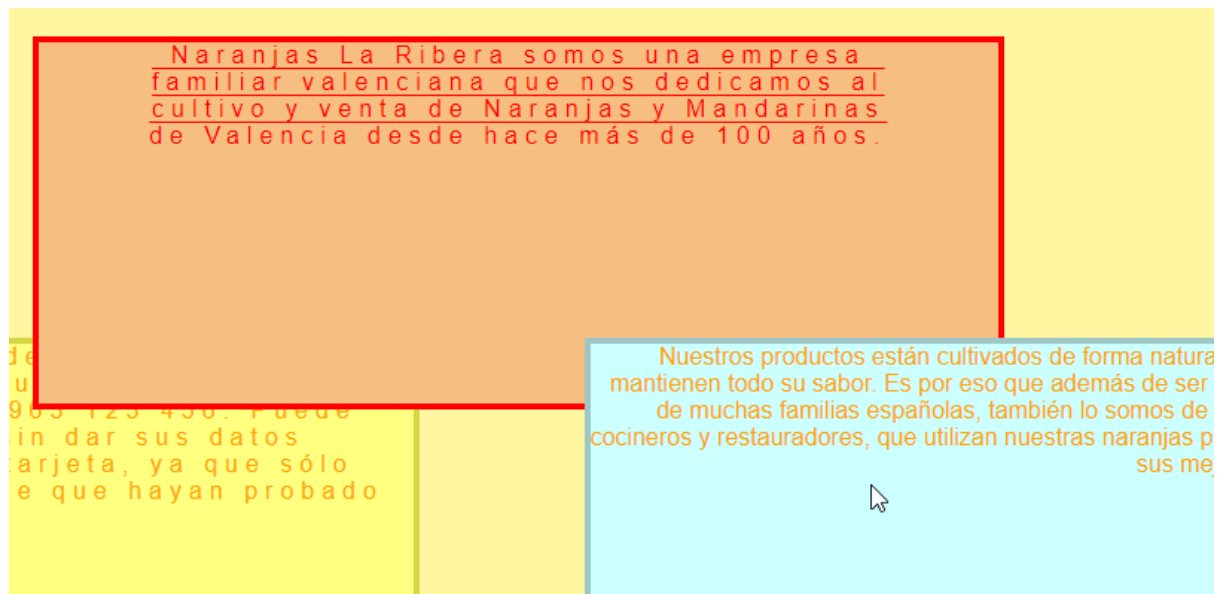 Naranjas La Ribera somos una empresa
familiar valenciana que nos dedicamos al
cultivo y venta de Naranjas y Mandarinas
de Valencia desde hace más de 100 años.
123 456. Puede
sin dar sus datos
tarjeta, ya que sólo
e que hayan probado
Nuestros productos están cultivados de forma natura
mantienen todo su sabor. Es por eso que además de ser
de muchas familias españolas, también lo somos de
cocineros y restauradores, que utilizan nuestras naranjas p
sus mej